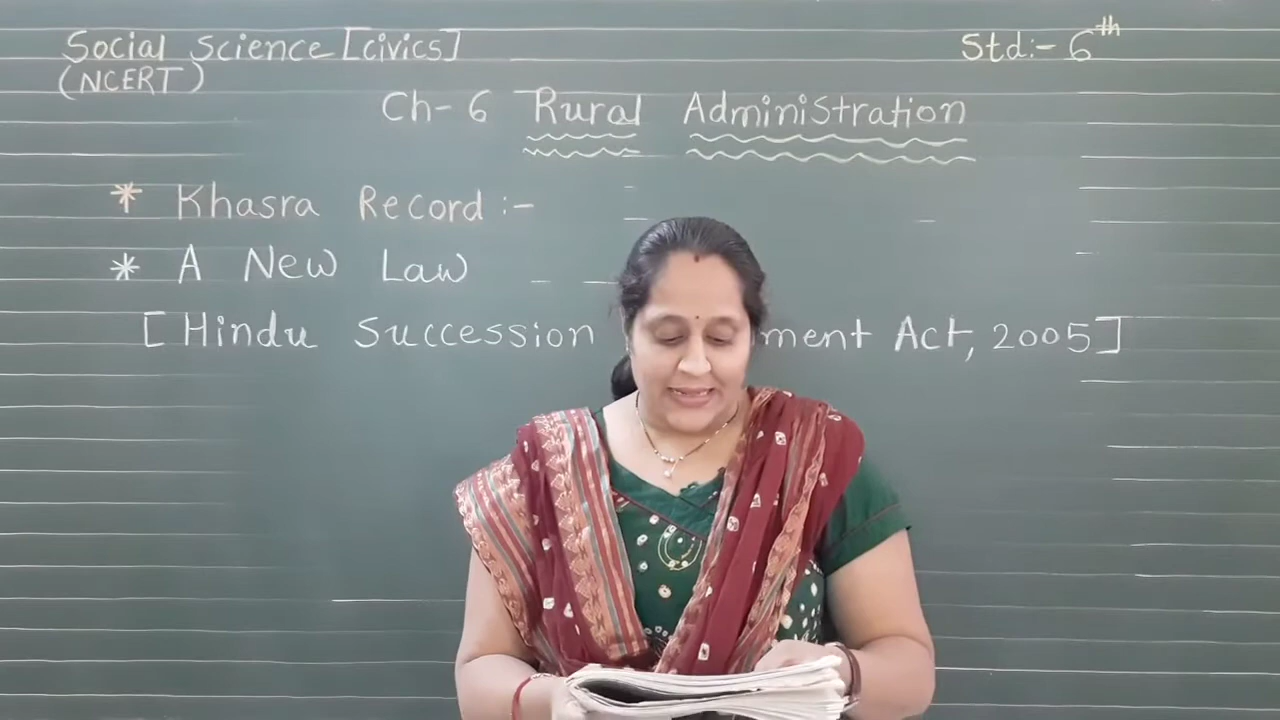 Social Science [civics] Std:- 6th
(NCERT)
Ch- 6 Rural Administration
* Khasra Record :-
* A New Law
[Hindu Succession ment Act, 2005]